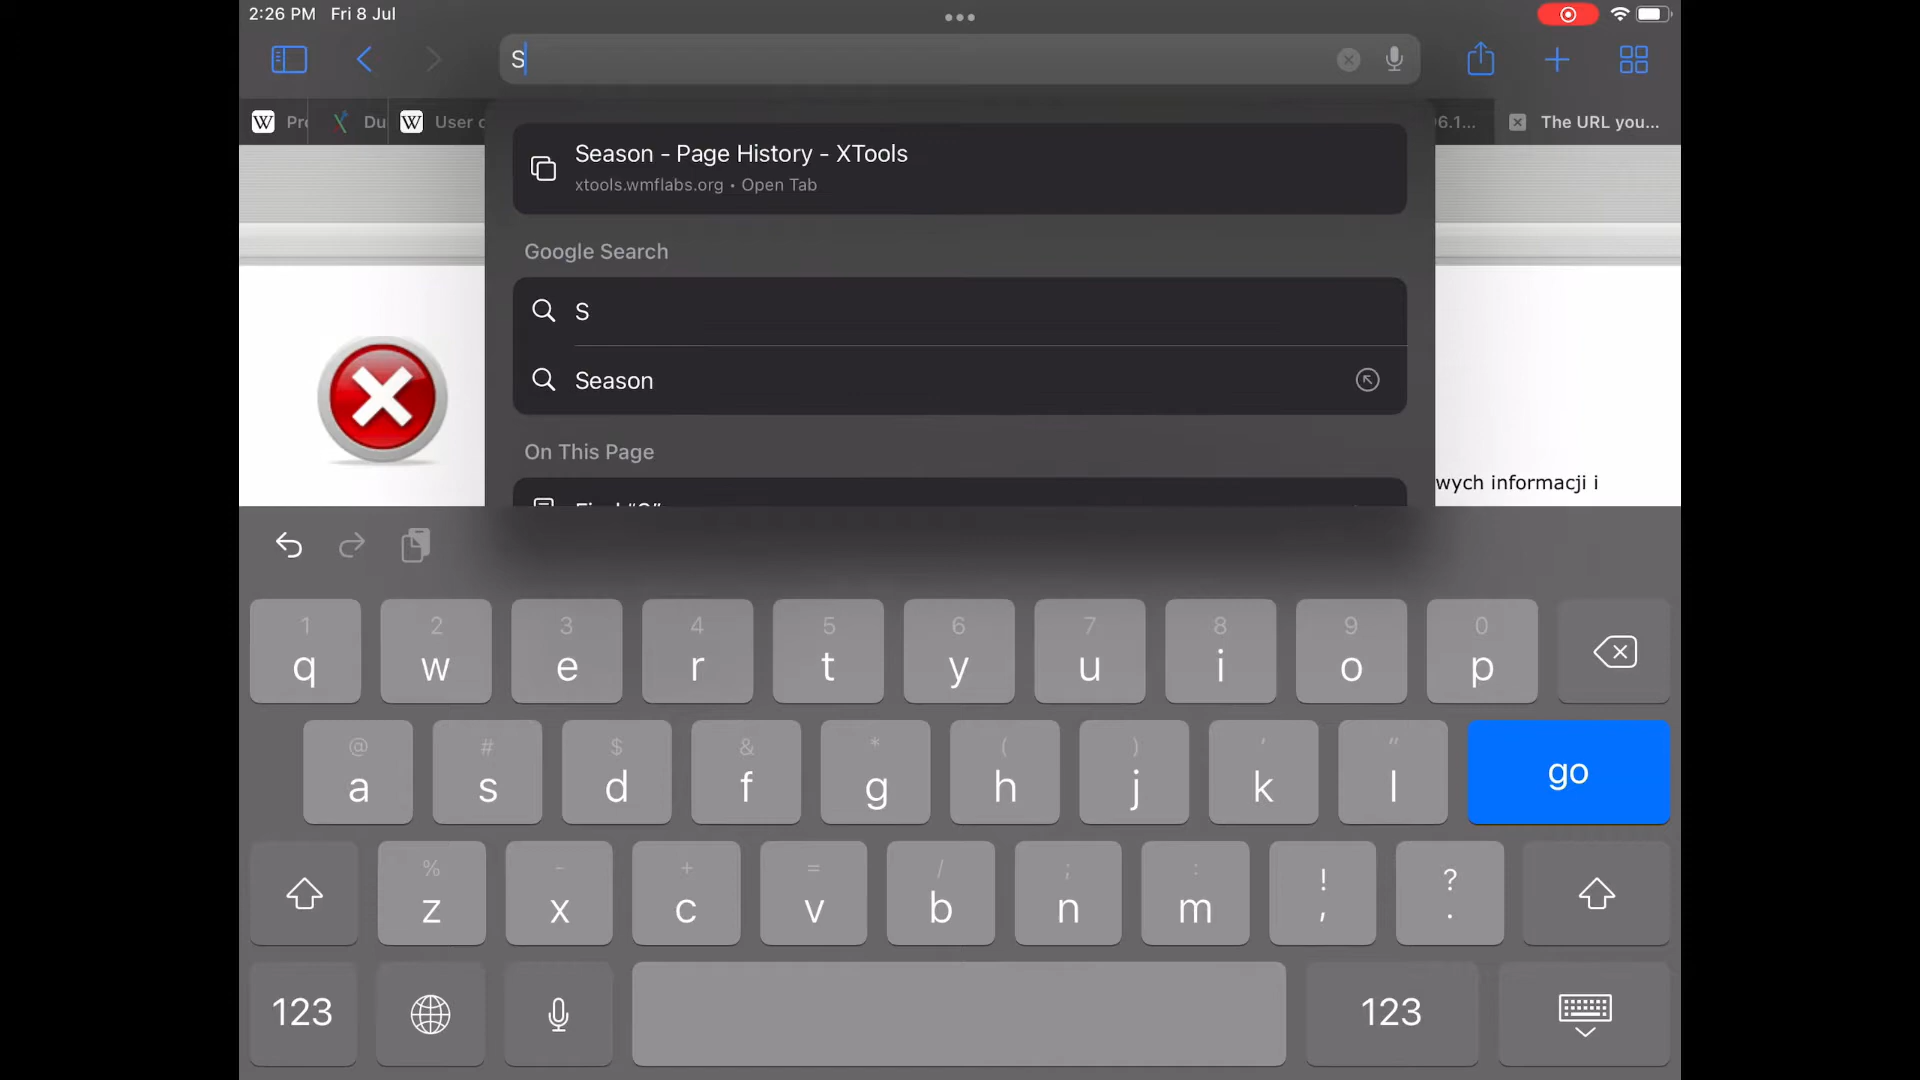 2:26 PM Fri 8 Jul
S
Pr
Du
User
6.1...
The URL you...
Season - Page History - XTools
xtools.wmflabs.org • Open Tab
Google Search
S
Season
On This Page
wych informacji i
1 2 3 4 5 6 7 8 9 0
q w e r t y u i o p
@ # $ & * ( ) ' "
a s d f g h j k l go
% - + = / ; : ! ?
z x c v b n m , .
123 123